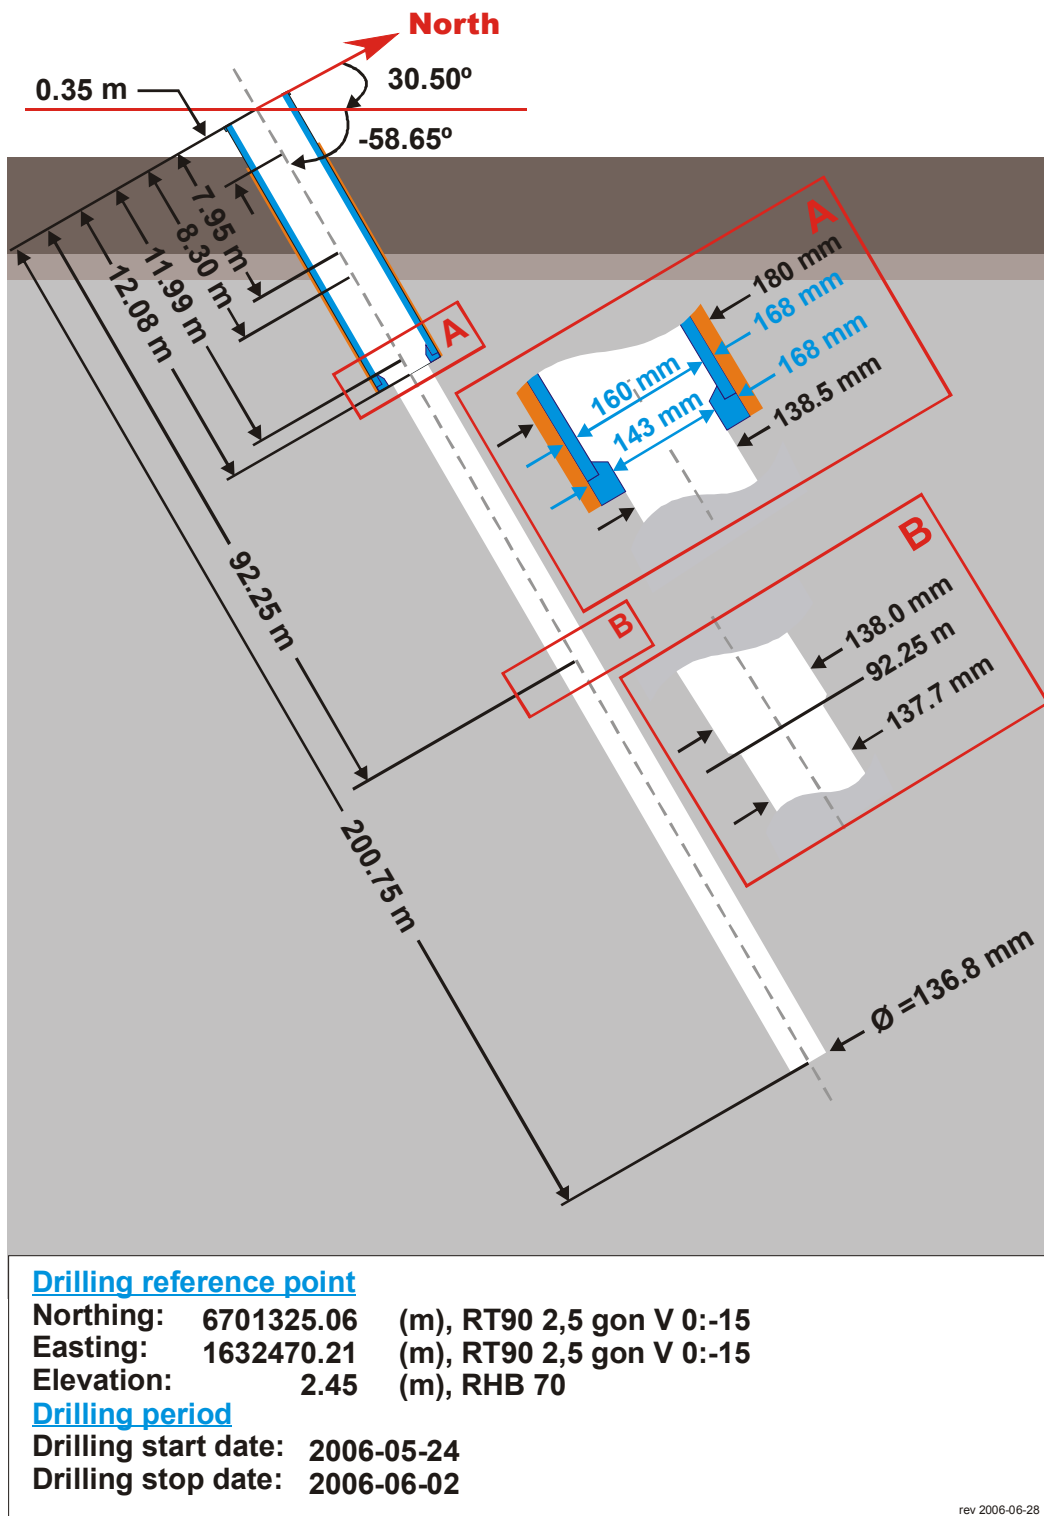 North
30.50º
0.35 m
-58.65º
7.95 m
8.30 m
11.99 m
12.08 m
92.25 m
200.75 m
A
B
A
180 mm
168 mm
168 mm
138.5 mm
160 mm
143 mm
B
138.0 mm
92.25 m
137.7 mm
Ø =136.8 mm
Drilling reference point
Northing: 6701325.06 (m), RT90 2,5 gon V 0:-15
Easting: 1632470.21 (m), RT90 2,5 gon V 0:-15
Elevation: 2.45 (m), RHB 70
Drilling period
Drilling start date: 2006-05-24
Drilling stop date: 2006-06-02
rev 2006-06-28